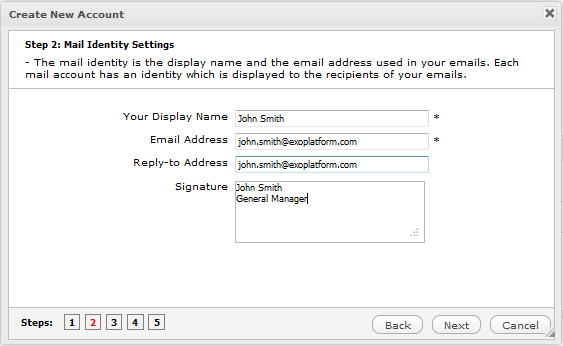 Create New Account
Step 2: Mail Identity Settings
- The mail identity is the display name and the email address used in your emails. Each
mail account has an identity which is displayed to the recipients of your emails.
Your Display Name John Smith *
Email Address john.smith@exoplatform.com *
Reply-to Address john.smith@exoplatform.com
Signature John Smith
General Manager
Steps: 1 2 3 4 5 Back Next Cancel